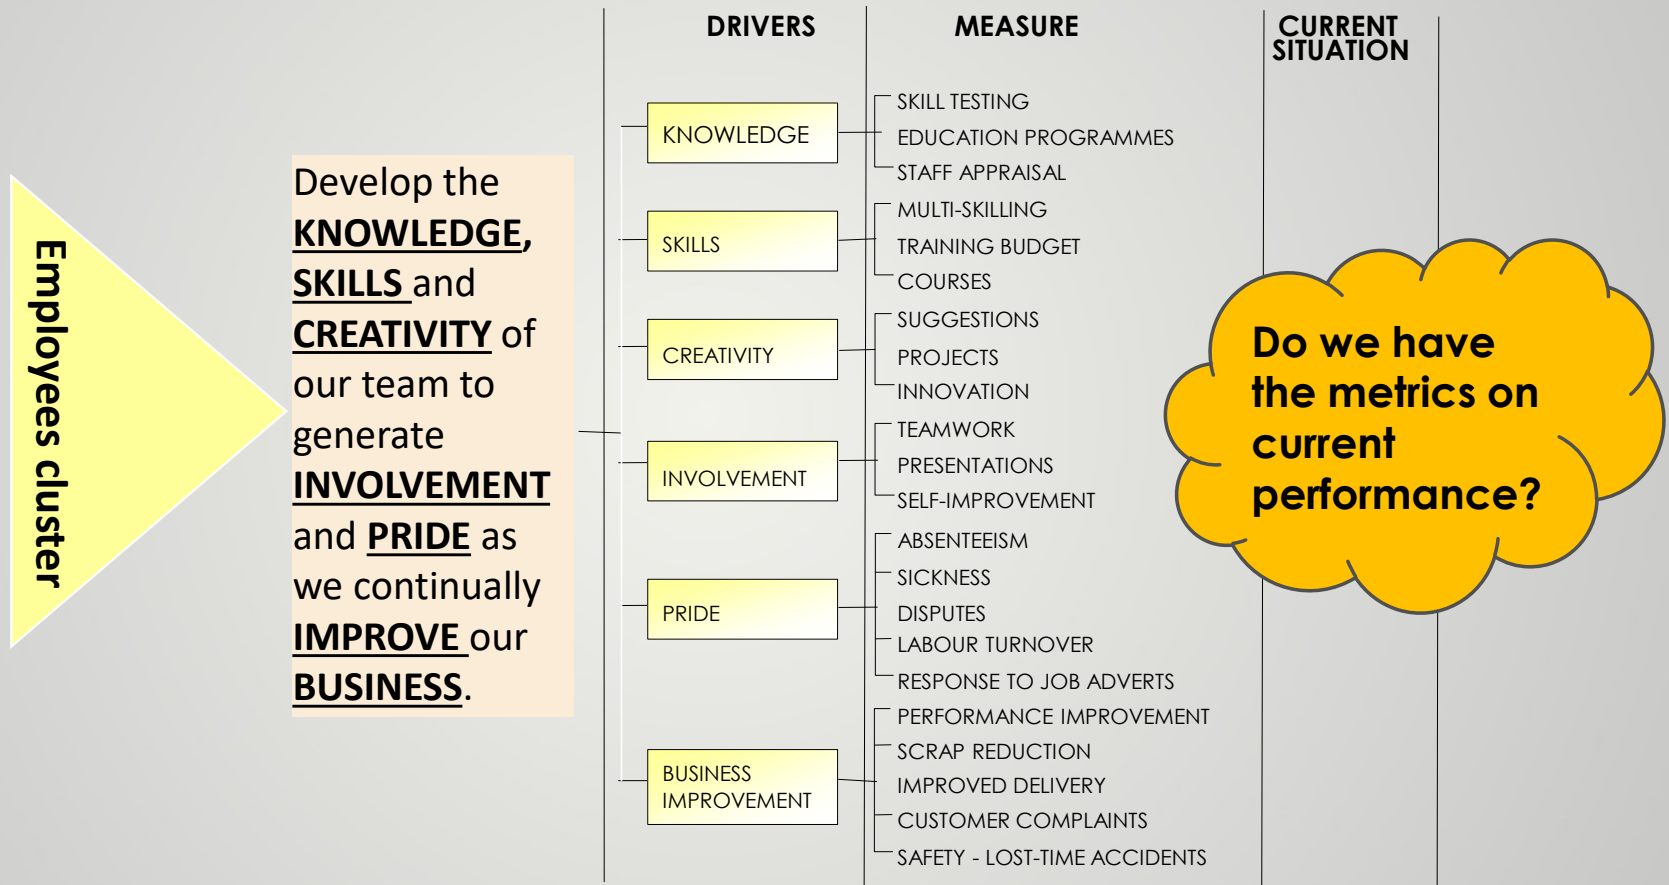 DRIVERS
MEASURE
CURRENT
SITUATION
Employees cluster
Develop the
KNOWLEDGE,
SKILLS and
CREATIVITY of
our team to
generate
INVOLVEMENT
and PRIDE as
we continually
IMPROVE our
BUSINESS.
KNOWLEDGE
SKILL TESTING
EDUCATION PROGRAMMES
STAFF APPRAISAL
SKILLS
MULTI-SKILLING
TRAINING BUDGET
COURSES
CREATIVITY
SUGGESTIONS
PROJECTS
INNOVATION
INVOLVEMENT
TEAMWORK
PRESENTATIONS
SELF-IMPROVEMENT
PRIDE
ABSENTEEISM
SICKNESS
DISPUTES
LABOUR TURNOVER
RESPONSE TO JOB ADVERTS
BUSINESS
IMPROVEMENT
PERFORMANCE IMPROVEMENT
SCRAP REDUCTION
IMPROVED DELIVERY
CUSTOMER COMPLAINTS
SAFETY - LOST-TIME ACCIDENTS
Do we have
the metrics on
current
performance?